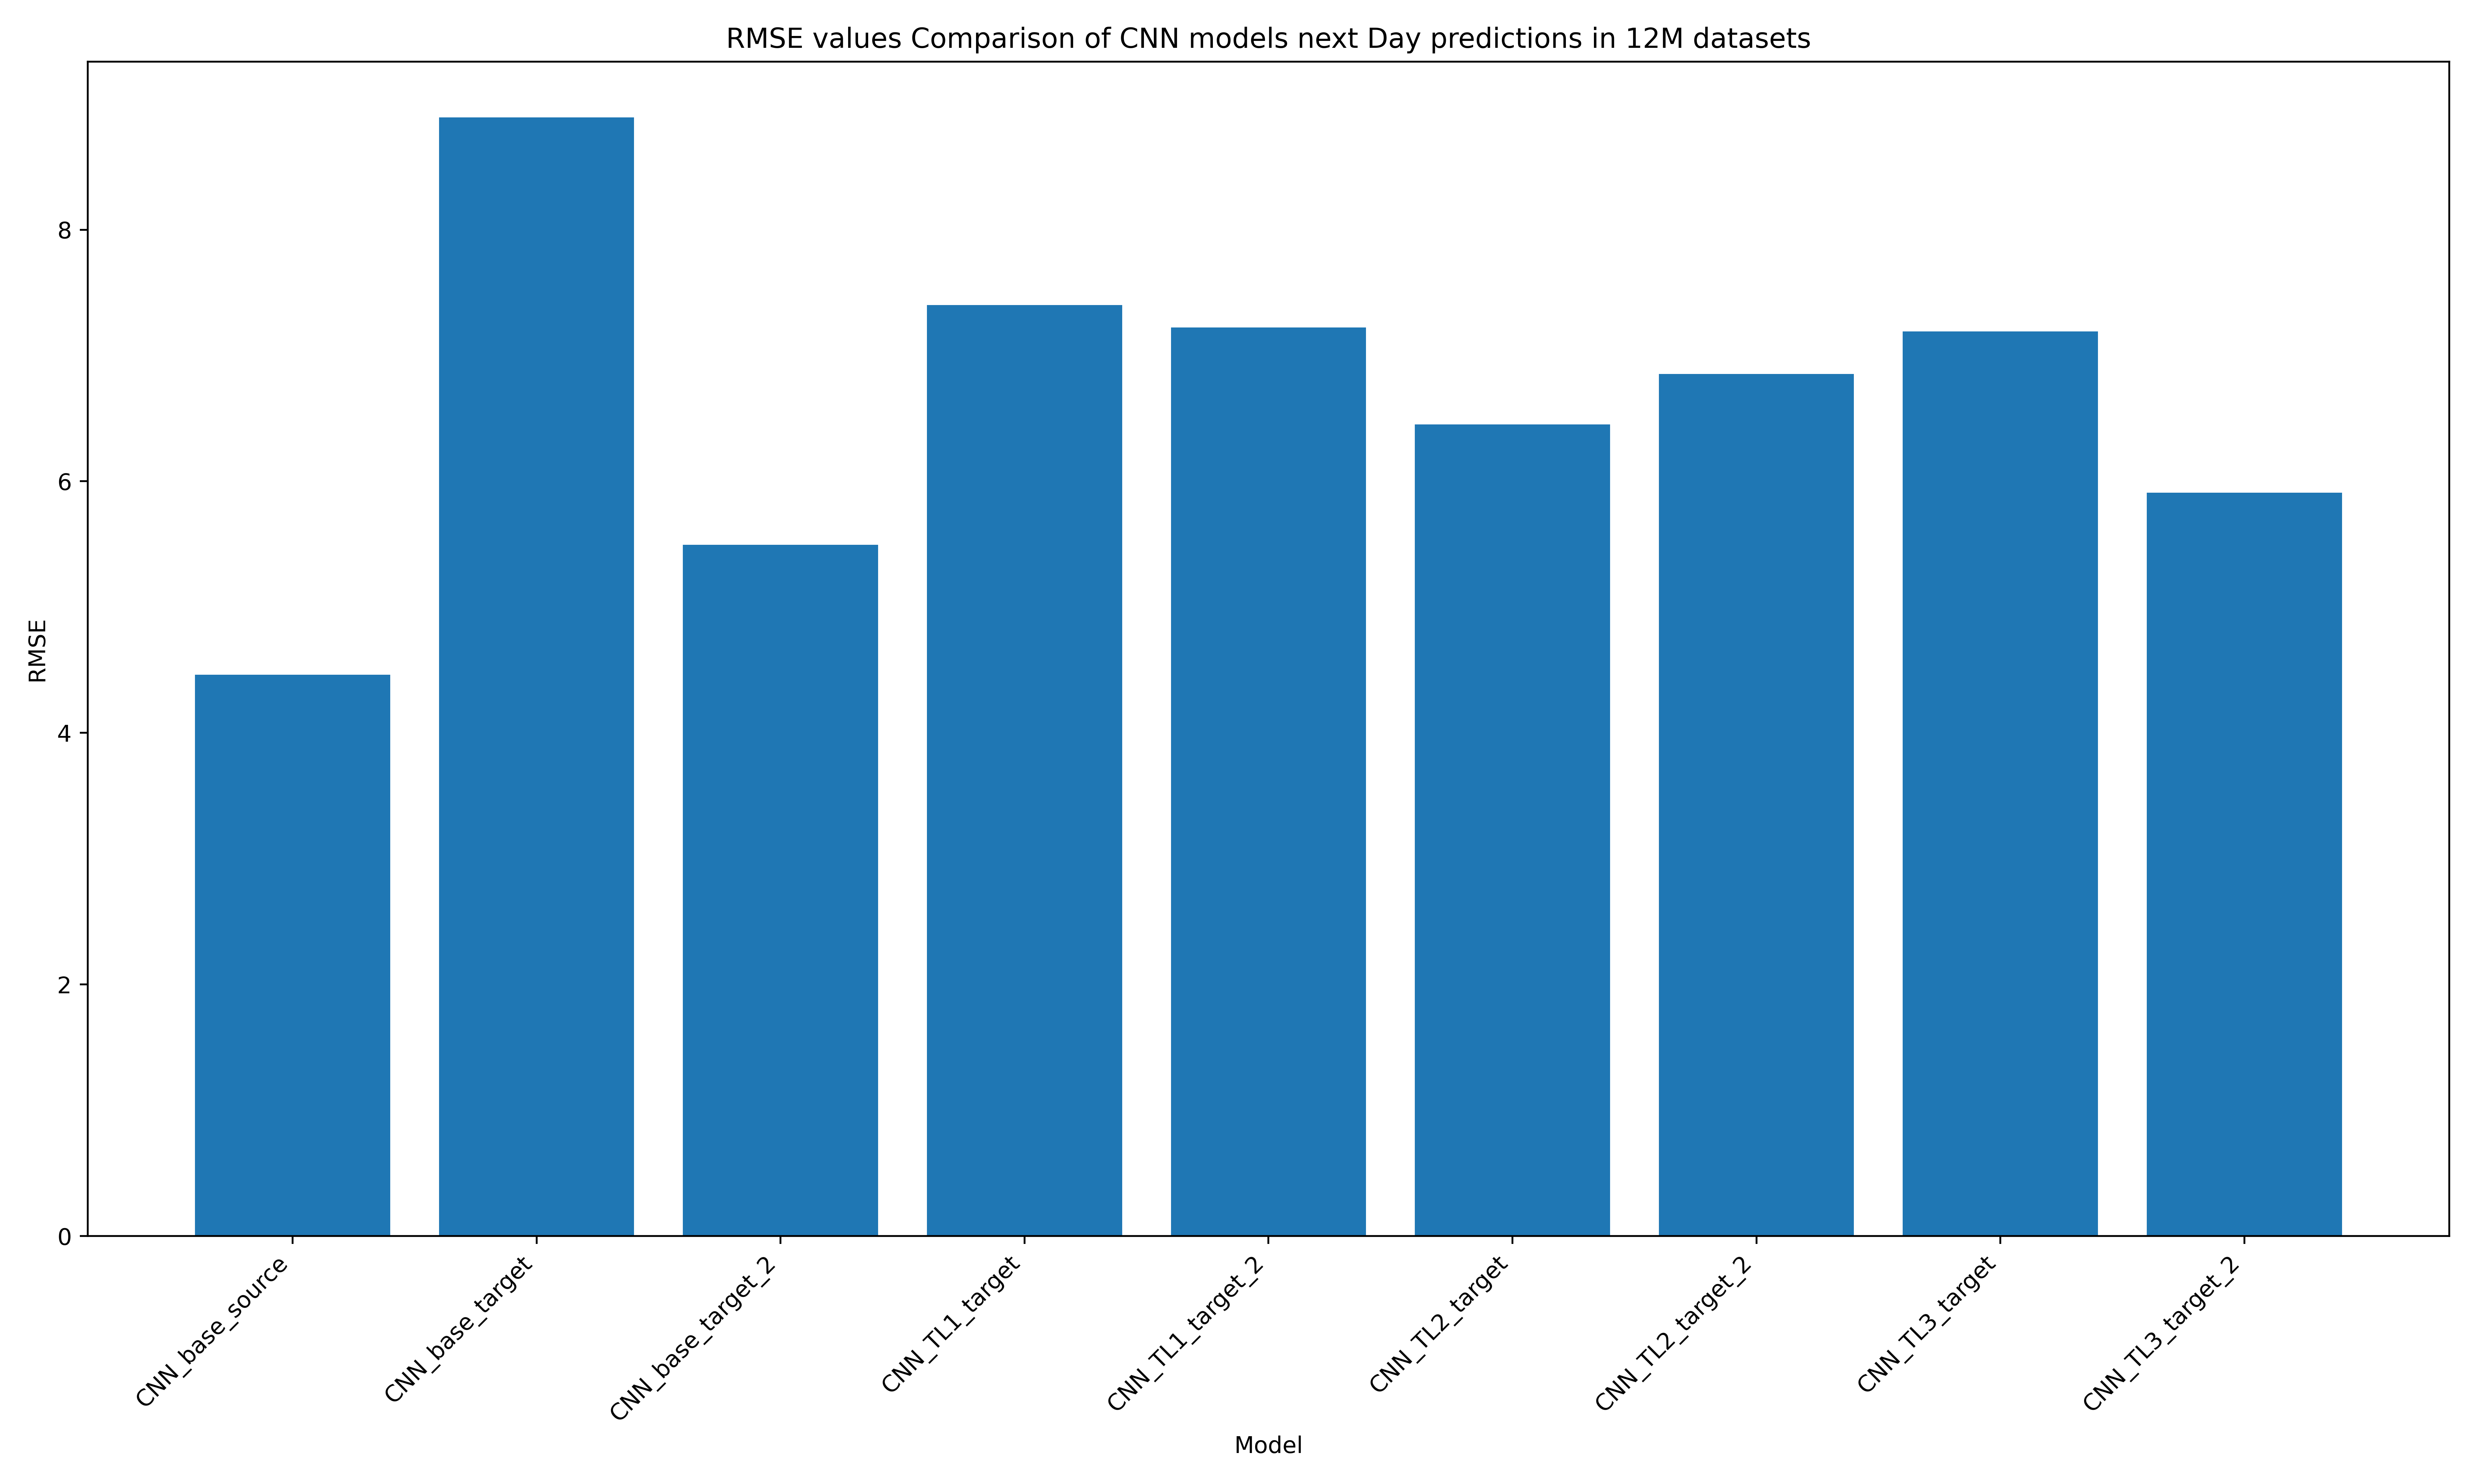 RMSE values Comparison of CNN models next Day predictions in 12M datasets
8
6
4
2
0
RMSE
CNN_base_source
CNN_base_target
CNN_base_target_2
CNN_TL1_target
CNN_TL1_target_2
CNN_TL2_target
CNN_TL2_target_2
CNN_TL3_target
CNN_TL3_target_2
Model